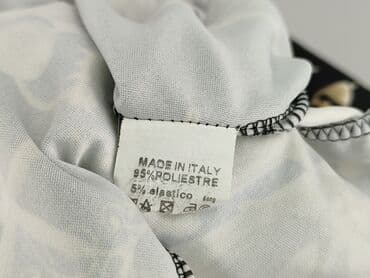 MADE IN ITALY
95%POLIESTRE
5% elastico